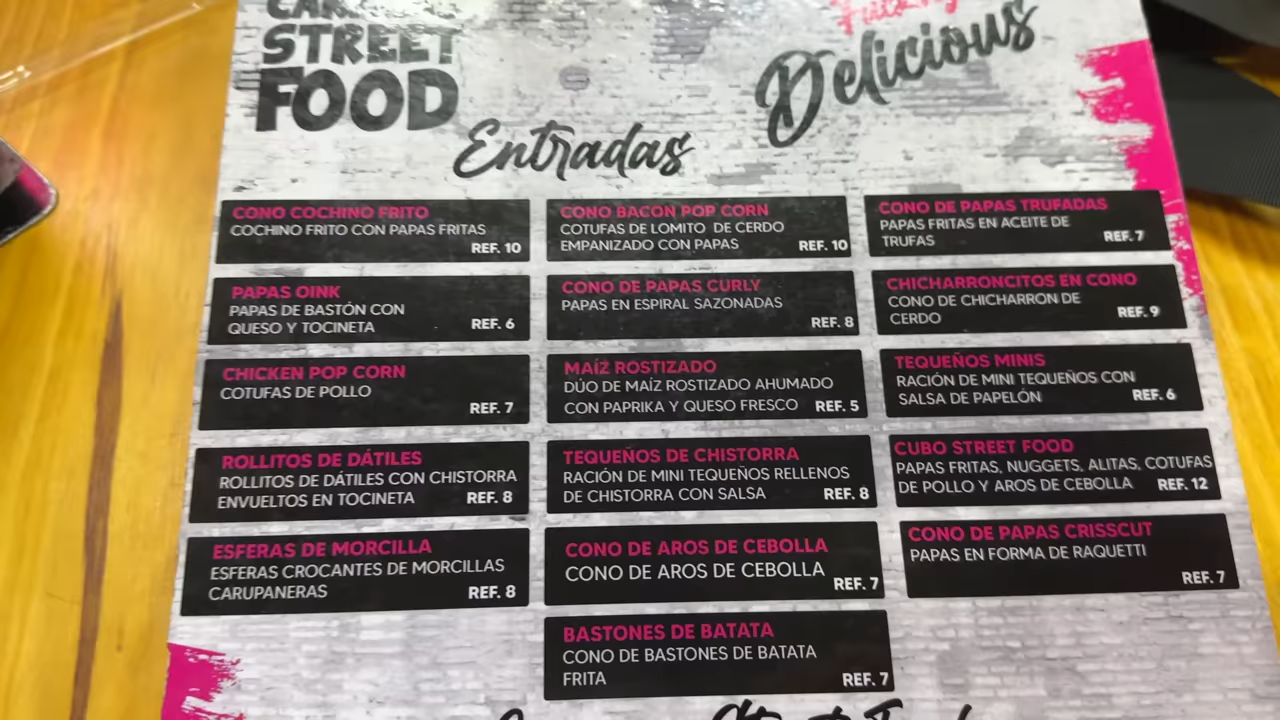 STREET
FOOD
Delicious
Entradas
CONO COCHINO FRITO
COCHINO FRITO CON PAPAS FRITAS
REF. 10
CONO BACON POP CORN
COTUFAS DE LOMITO DE CERDO
EMPANIZADO CON PAPAS
REF. 10
CONO DE PAPAS TRUFADAS
PAPAS FRITAS EN ACEITE DE
TRUFAS
REF. 7
PAPAS OINK
PAPAS DE BASTÓN CON
QUESO Y TOCINETA
REF. 6
CONO DE PAPAS CURLY
PAPAS EN ESPIRAL SAZONADAS
REF. 8
CHICHARRONCITOS EN CONO
CONO DE CHICHARRON DE
CERDO
REF. 9
CHICKEN POP CORN
COTUFAS DE POLLO
REF. 7
MAÍZ ROSTIZADO
DÚO DE MAÍZ ROSTIZADO AHUMADO
CON PAPRIKA Y QUESO FRESCO
REF. 5
TEQUEÑOS MINIS
RACIÓN DE MINI TEQUEÑOS CON
SALSA DE PAPELÓN
REF. 6
ROLLITOS DE DÁTILES
ROLLITOS DE DÁTILES CON CHISTORRA
ENVUELTOS EN TOCINETA
REF. 8
TEQUEÑOS DE CHISTORRA
RACIÓN DE MINI TEQUEÑOS RELLENOS
DE CHISTORRA CON SALSA
REF. 8
CUBO STREET FOOD
PAPAS FRITAS, NUGGETS, ALITAS, COTUFAS
DE POLLO Y AROS DE CEBOLLA
REF. 12
ESFERAS DE MORCILLA
ESFERAS CROCANTES DE MORCILLAS
CARUPANERAS
REF. 8
CONO DE AROS DE CEBOLLA
CONO DE AROS DE CEBOLLA
REF. 7
CONO DE PAPAS CRISSCUT
PAPAS EN FORMA DE RAQUETTI
REF. 7
BASTONES DE BATATA
CONO DE BASTONES DE BATATA
FRITA
REF. 7